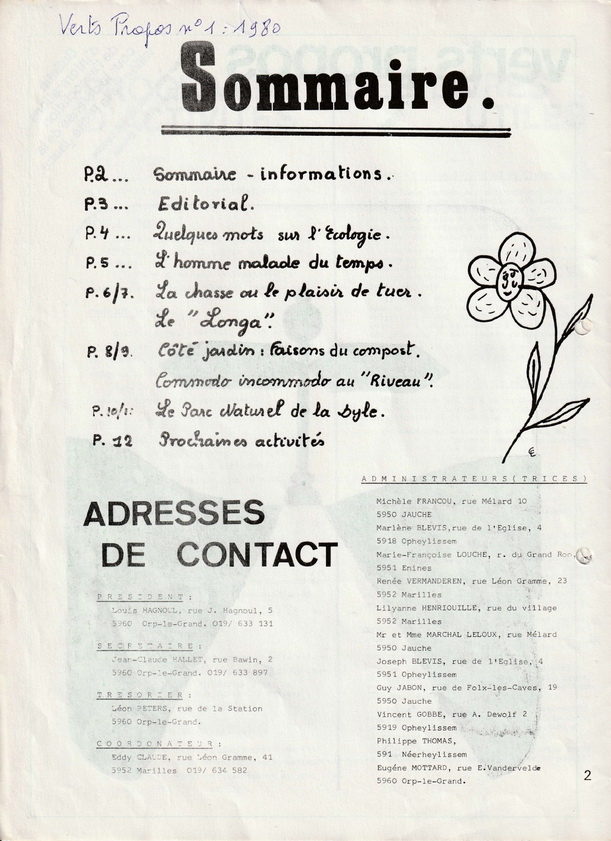 Verts Propos n°1 : 1980
Sommaire.
P.2... Sommaire - informations.
P.3... Editorial.
P.4... Quelques mots sur l'Ecologie.
P.5... L'homme malade du temps.
P.6/7. La chasse ou le plaisir de tuer.
Le "Longa".
P. 8/9. Côté jardin : faisons du compost.
Commodo incommodo au "Riveau".
P. 10/11 Le Parc Naturel de la Dyle.
P. 12 Prochaines activités
ADRESSES
DE CONTACT
PRESIDENT:
Louis MAGNOUL, rue J. Magnoul, 5
5960 Orp-le-Grand. 019/ 633 131
SECRETAIRE:
Jean-Claude HALLET, rue Bawin, 2
5960 Orp-le-Grand. 019/ 633 897
TRESORIER:
Léon PETERS, rue de la Station
5960 Orp-le-Grand.
COORDONATEUR:
Eddy CLAUDE, rue Léon Gramme, 41
5952 Marilles 019/ 634 582
ADMINISTRATEURS(TRICES)
Michèle FRANCOU, rue Mélard 10
5950 JAUCHE
Marlène BLEVIS,rue de l'Eglise, 4
5918 Opheylissem
Marie-Françoise LOUCHE, r. du Grand Ron
5951 Enines
Renée VERMANDEREN, rue Léon Gramme, 23
5952 Marilles
Lilyanne HENRIOUILLE, rue du village
5952 Marilles
Mr et Mme MARCHAL LELOUX, rue Mélard
5950 Jauche
Joseph BLEVIS, rue de l'Eglise, 4
5951 Opheylissem
Guy JABON, rue de Folx-les-Caves, 19
5950 Jauche
Vincent GOBBE, rue A. Dewolf 2
5919 Opheylissem
Philippe THOMAS,
591 Néerheylissem
Eugéne MOTTARD, rue E.Vandervelde
5960 Orp-le-Grand.
2